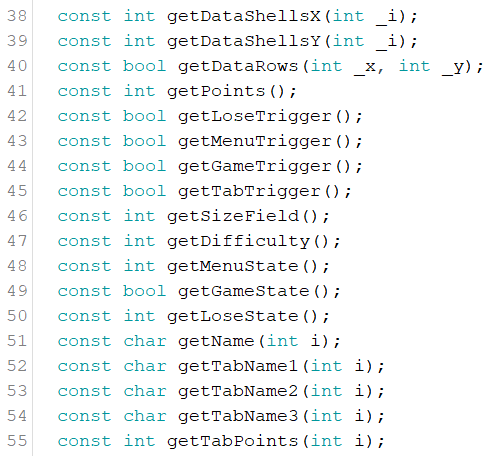 38 const int getDataShellsX(int _i);
39 const int getDataShellsY(int _i);
40 const bool getDataRows(int _x, int _y);
41 const int getPoints();
42 const bool getLoseTrigger();
43 const bool getMenuTrigger();
44 const bool getGameTrigger();
45 const bool getTabTrigger();
46 const int getSizeField();
47 const int getDifficulty();
48 const int getMenuState();
49 const bool getGameState();
50 const int getLoseState();
51 const char getName(int i);
52 const char getTabName1(int i);
53 const char getTabName2(int i);
54 const char getTabName3(int i);
55 const int getTabPoints(int i);